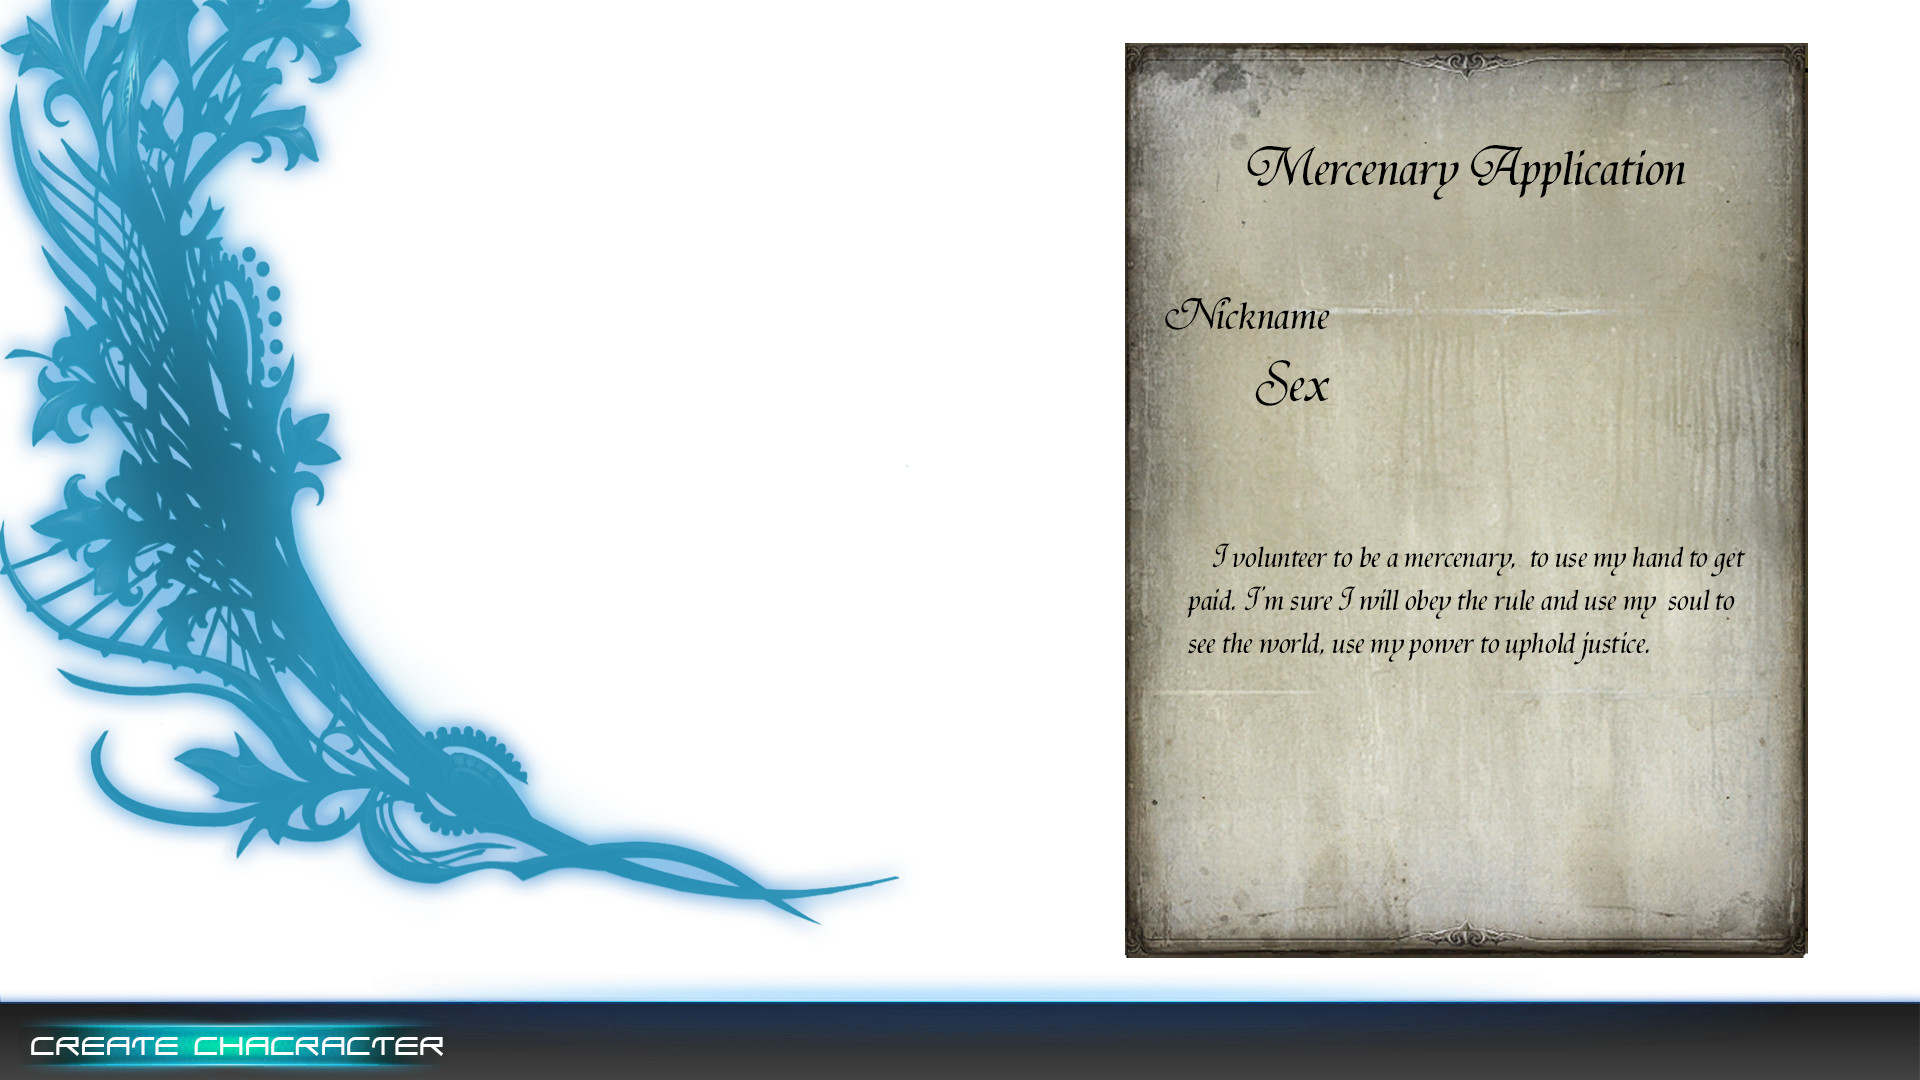 Mercenary Application
Nickname
Sex
I volunteer to be a mercenary, to use my hand to get
paid. I'm sure I will obey the rule and use my soul to
see the world, use my power to uphold justice.
CREATE CHACRACTER